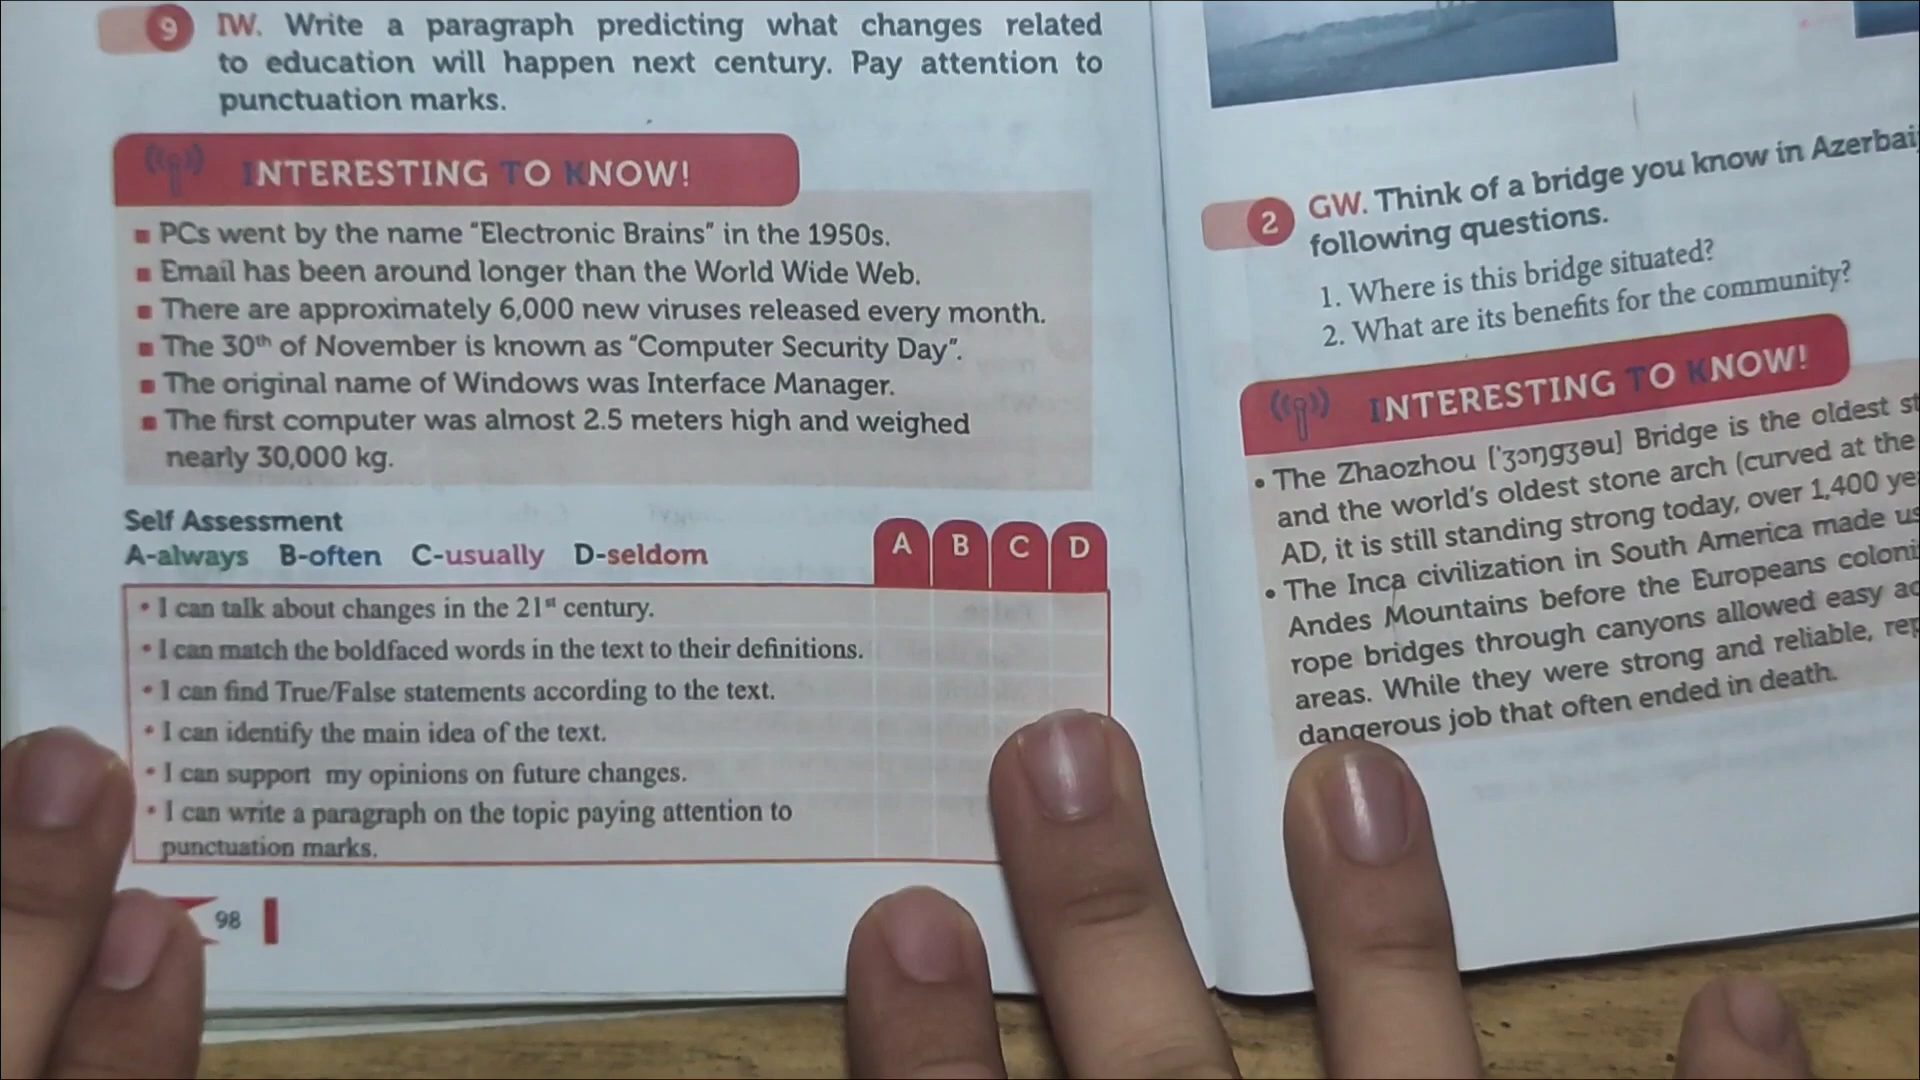 9 IW. Write a paragraph predicting what changes related
to education will happen next century. Pay attention to
punctuation marks.
INTERESTING TO KNOW!
▪ PCs went by the name “Electronic Brains” in the 1950s.
▪ Email has been around longer than the World Wide Web.
▪ There are approximately 6,000 new viruses released every month.
▪ The 30th of November is known as “Computer Security Day”.
▪ The original name of Windows was Interface Manager.
▪ The first computer was almost 2.5 meters high and weighed
nearly 30,000 kg.
Self Assessment
A-always B-often C-usually D-seldom
A B C D
• I can talk about changes in the 21st century.
• I can match the boldfaced words in the text to their definitions.
• I can find True/False statements according to the text.
• I can identify the main idea of the text.
• I can support my opinions on future changes.
• I can write a paragraph on the topic paying attention to
punctuation marks.
98
2 GW. Think of a bridge you know in
following questions.
1. Where is this bridge situated?
2. What are its benefits for the community?
INTERESTING TO KNOW!
• The Zhaozhou [ˈʒɔŋgʒəu] Bridge is the oldest
and the world’s oldest stone arch (curved at the
AD, it is still standing strong today, over 1,400
• The Inca civilization in South America made
Andes Mountains before the Europeans
rope bridges through canyons allowed easy
areas. While they were strong and reliable,
dangerous job that often ended in death.